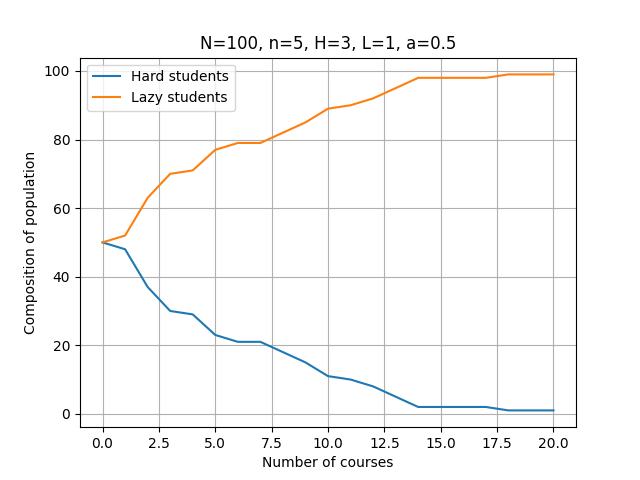 N=100, n=5, H=3, L=1, a=0.5
Hard students
Lazy students
Composition of population
100
80
60
40
20
0
0.0 2.5 5.0 7.5 10.0 12.5 15.0 17.5 20.0
Number of courses